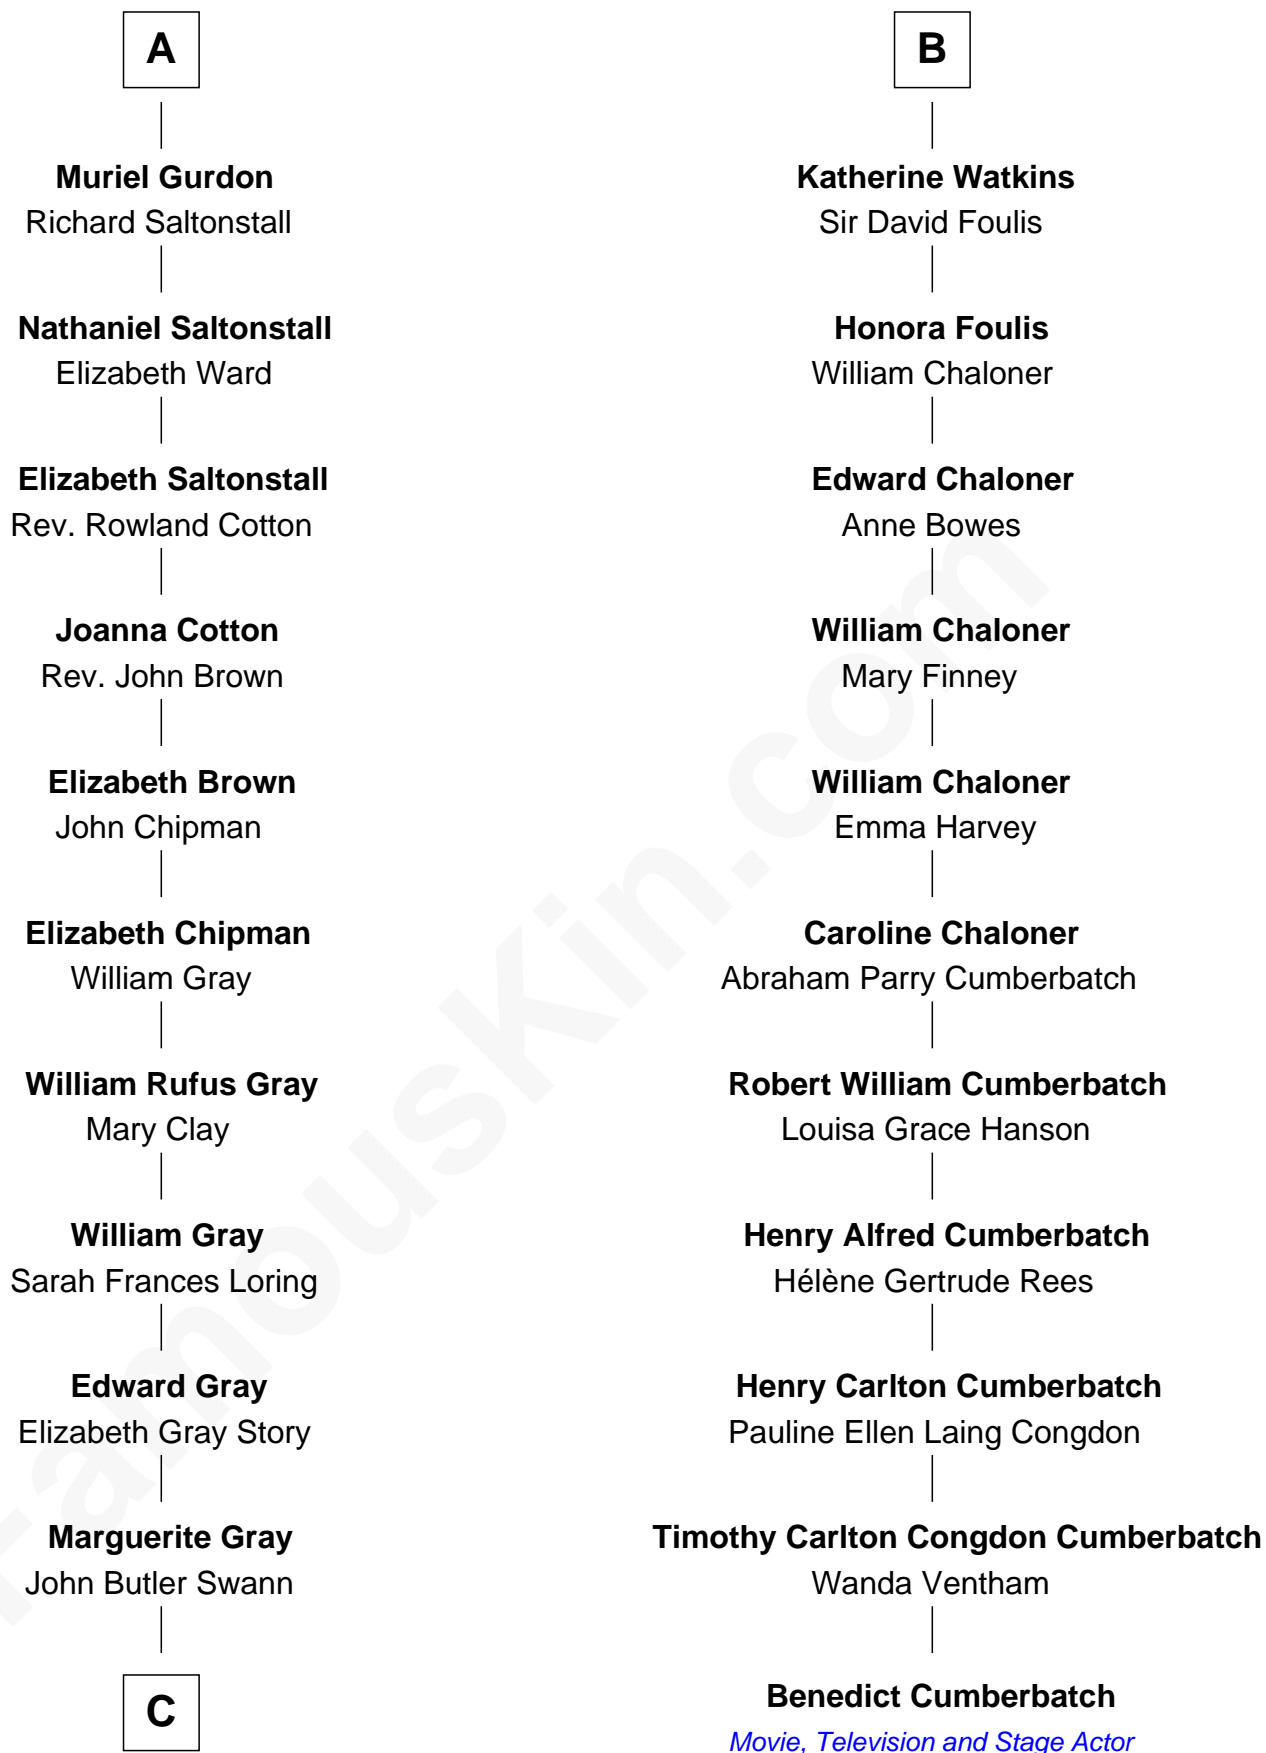 A
Muriel Gurdon
Richard Saltonstall
Nathaniel Saltonstall
Elizabeth Ward
Elizabeth Saltonstall
Rev. Rowland Cotton
Joanna Cotton
Rev. John Brown
Elizabeth Brown
John Chipman
Elizabeth Chipman
William Gray
William Rufus Gray
Mary Clay
William Gray
Sarah Frances Loring
Edward Gray
Elizabeth Gray Story
Marguerite Gray
John Butler Swann
C
B
Katherine Watkins
Sir David Foulis
Honora Foulis
William Chaloner
Edward Chaloner
Anne Bowes
William Chaloner
Mary Finney
William Chaloner
Emma Harvey
Caroline Chaloner
Abraham Parry Cumberbatch
Robert William Cumberbatch
Louisa Grace Hanson
Henry Alfred Cumberbatch
Hélène Gertrude Rees
Henry Carlton Cumberbatch
Pauline Ellen Laing Congdon
Timothy Carlton Congdon Cumberbatch
Wanda Ventham
Benedict Cumberbatch
Movie, Television and Stage Actor
FamousKin.com